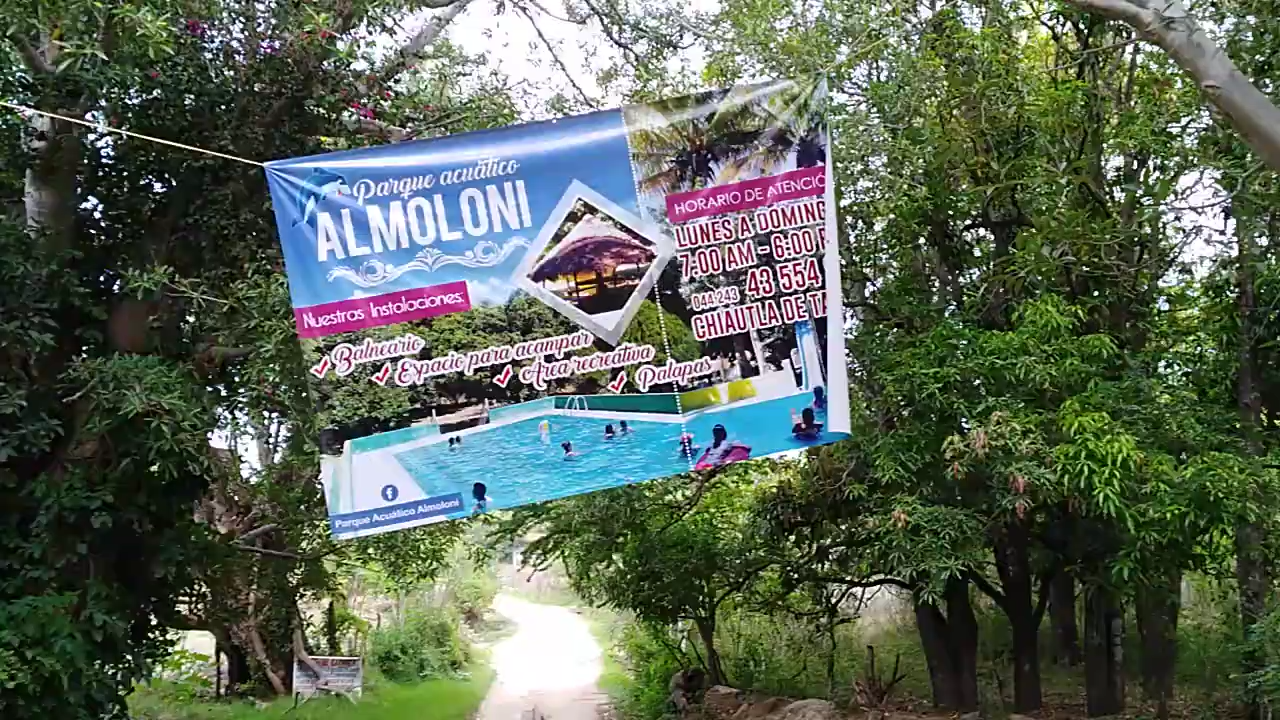 Parque acuático
ALMOLONI
Nuestras Instalaciones:
Balneario
Espacio para acampar
Área recreativa
Palapas
HORARIO DE ATENCIÓ
LUNES A DOMING
7:00 AM - 6:00 P
044 243 43 554
CHIAUTLA DE TA
f
Parque Acuático Almoloni